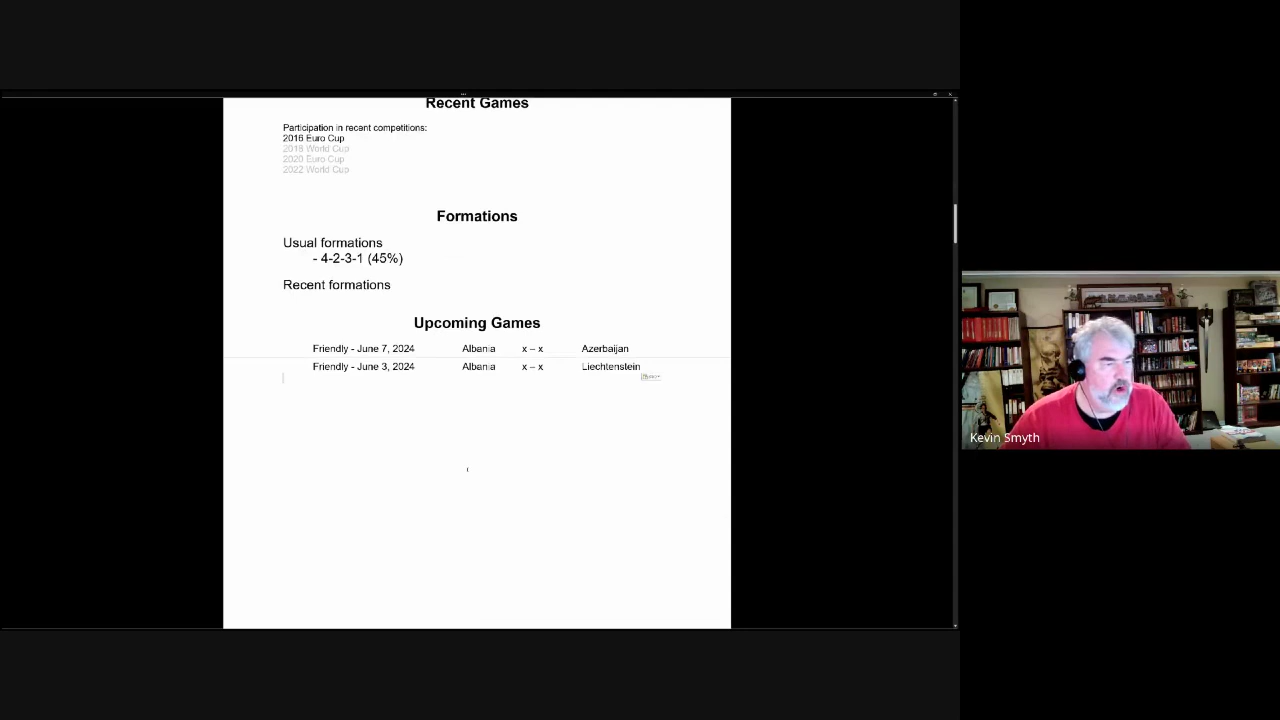 Recent Games
Participation in recent competitions:
2016 Euro Cup
2018 World Cup
2020 Euro Cup
2022 World Cup
Formations
Usual formations
- 4-2-3-1 (45%)
Recent formations
Upcoming Games
Friendly - June 7, 2024 Albania x – x Azerbaijan
Friendly - June 3, 2024 Albania x – x Liechtenstein
Kevin Smyth